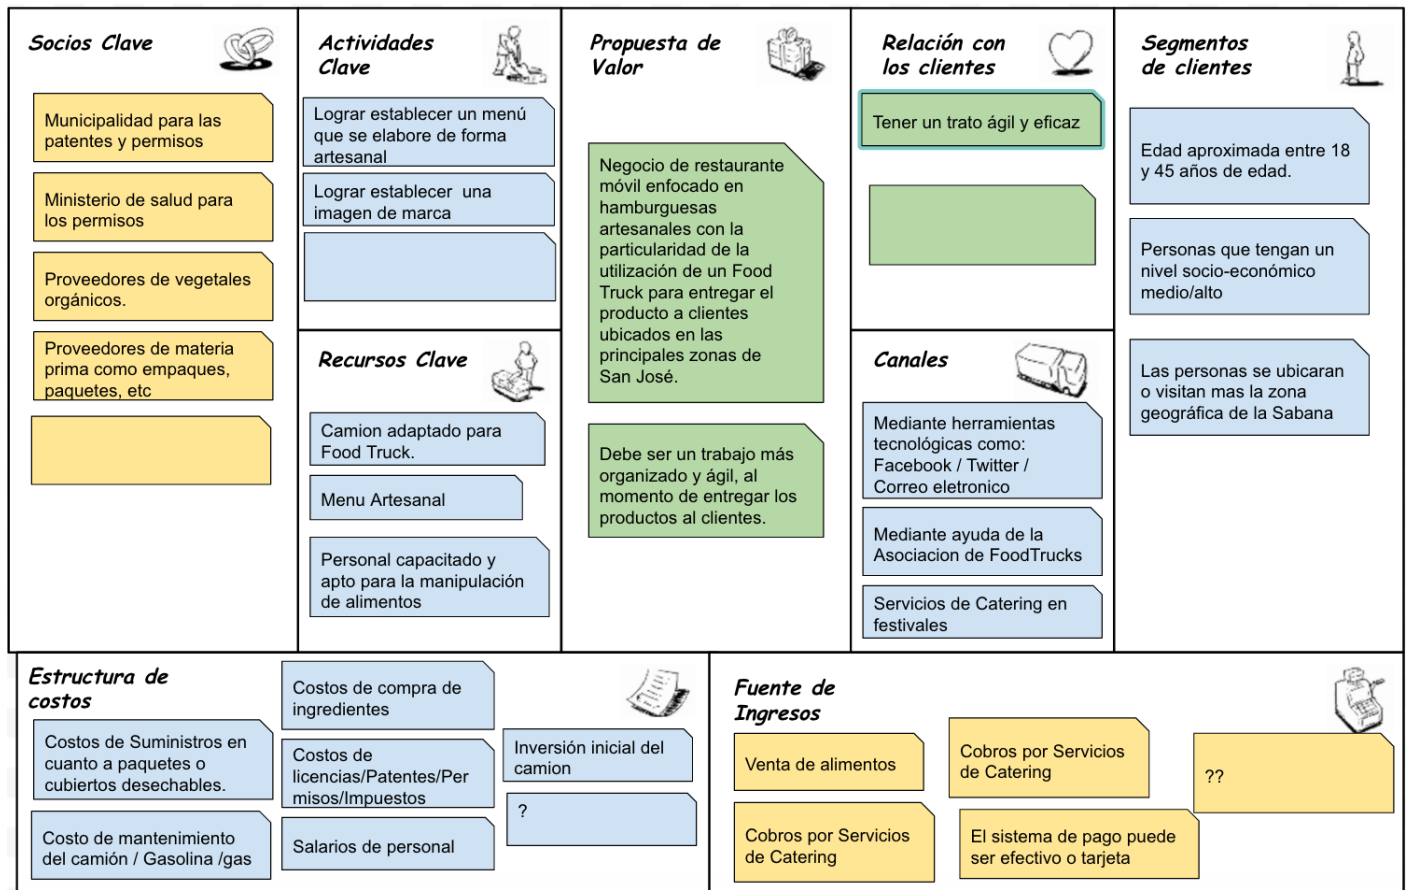 Socios Clave
Municipalidad para las
patentes y permisos
Ministerio de salud para
los permisos
Proveedores de vegetales
orgánicos.
Proveedores de materia
prima como empaques,
paquetes, etc
Actividades
Clave
Lograr establecer un menú
que se elabore de forma
artesanal
Lograr establecer  una
imagen de marca
Recursos Clave
Camion adaptado para
Food Truck.
Menu Artesanal
Personal capacitado y
apto para la manipulación
de alimentos
Propuesta de
Valor
Negocio de restaurante
móvil enfocado en
hamburguesas
artesanales con la
particularidad de la
utilización de un Food
Truck para entregar el
producto a clientes
ubicados en las
principales zonas de
San José.
Debe ser un trabajo más
organizado y ágil, al
momento de entregar los
productos al clientes.
Relación con
los clientes
Tener un trato ágil y eficaz
Canales
Mediante herramientas
tecnológicas como:
Facebook / Twitter /
Correo eletronico
Mediante ayuda de la
Asociacion de FoodTrucks
Servicios de Catering en
festivales
Segmentos
de clientes
Edad aproximada entre 18
y 45 años de edad.
Personas que tengan un
nivel socio-económico
medio/alto
Las personas se ubicaran
o visitan mas la zona
geográfica de la Sabana
Estructura de
costos
Costos de Suministros en
cuanto a paquetes o
cubiertos desechables.
Costo de mantenimiento
del camión / Gasolina /gas
Costos de compra de
ingredientes
Costos de
licencias/Patentes/Per
misos/Impuestos
Salarios de personal
Inversión inicial del
camion
?
Fuente de
Ingresos
Venta de alimentos
Cobros por Servicios
de Catering
Cobros por Servicios
de Catering
El sistema de pago puede
ser efectivo o tarjeta
??